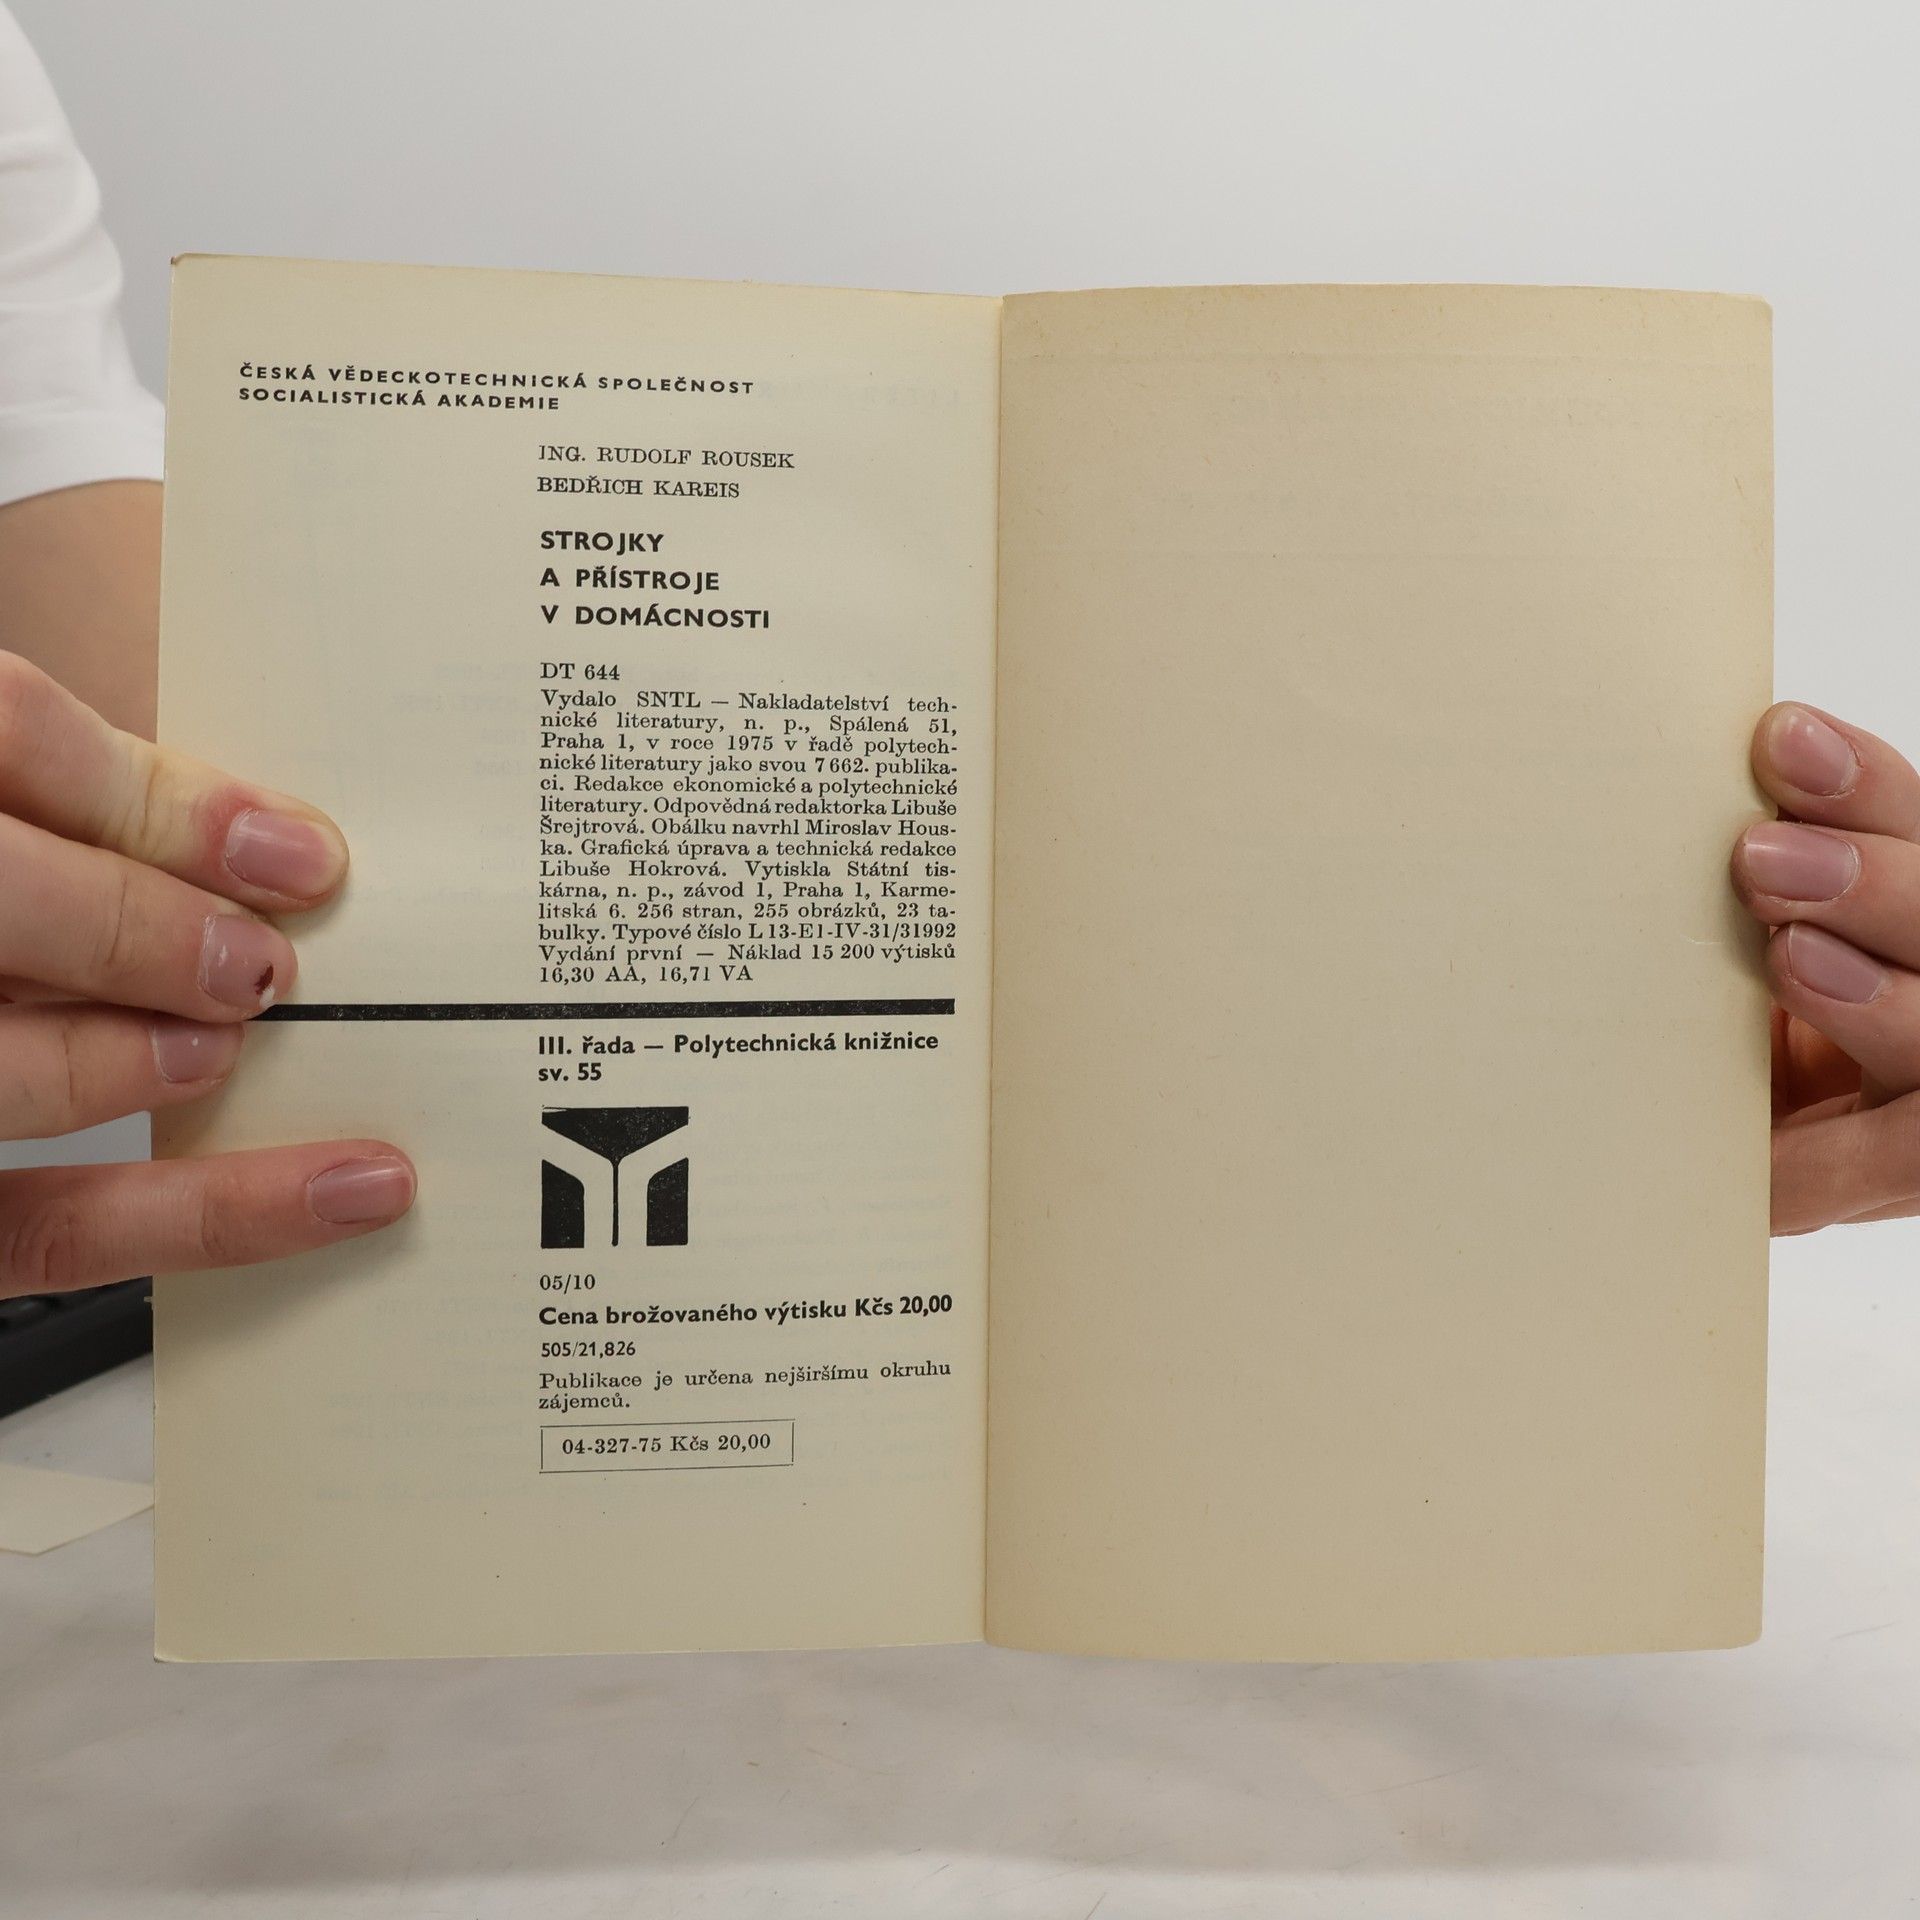 ČESKÁ VĚDECKOTECHNICKÁ SPOLEČNOST
SOCIALISTICKÁ AKADEMIE
ING. RUDOLF ROUSEK
BEDŘICH KAREIS
STROJKY
A PŘÍSTROJE
V DOMÁCNOSTI
DT 644
Vydalo SNTL — Nakladatelství tech-
nické literatury, n. p., Spálená 51,
Praha 1, v roce 1975 v řadě polytech-
nické literatury jako svou 7 662. publika-
ci. Redakce ekonomické a polytechnické
literatury. Odpovědná redaktorka Libuše
Šrejtrová. Obálku navrhl Miroslav Hous-
ka. Grafická úprava a technická redakce
Libuše Hokrová. Vytiskla Státní tis-
kárna, n. p., závod 1, Praha 1, Karme-
litská 6. 256 stran, 255 obrázků, 23 ta-
bulky. Typové číslo L 13-E1-IV-31/31992
Vydání první — Náklad 15 200 výtisků
16,30 AA, 16,71 VA
III. řada — Polytechnická knižnice
sv. 55
05/10
Cena brožovaného výtisku Kčs 20,00
505/21,826
Publikace je určena nejširšímu okruhu
zájemců.
04-327-75 Kčs 20,00